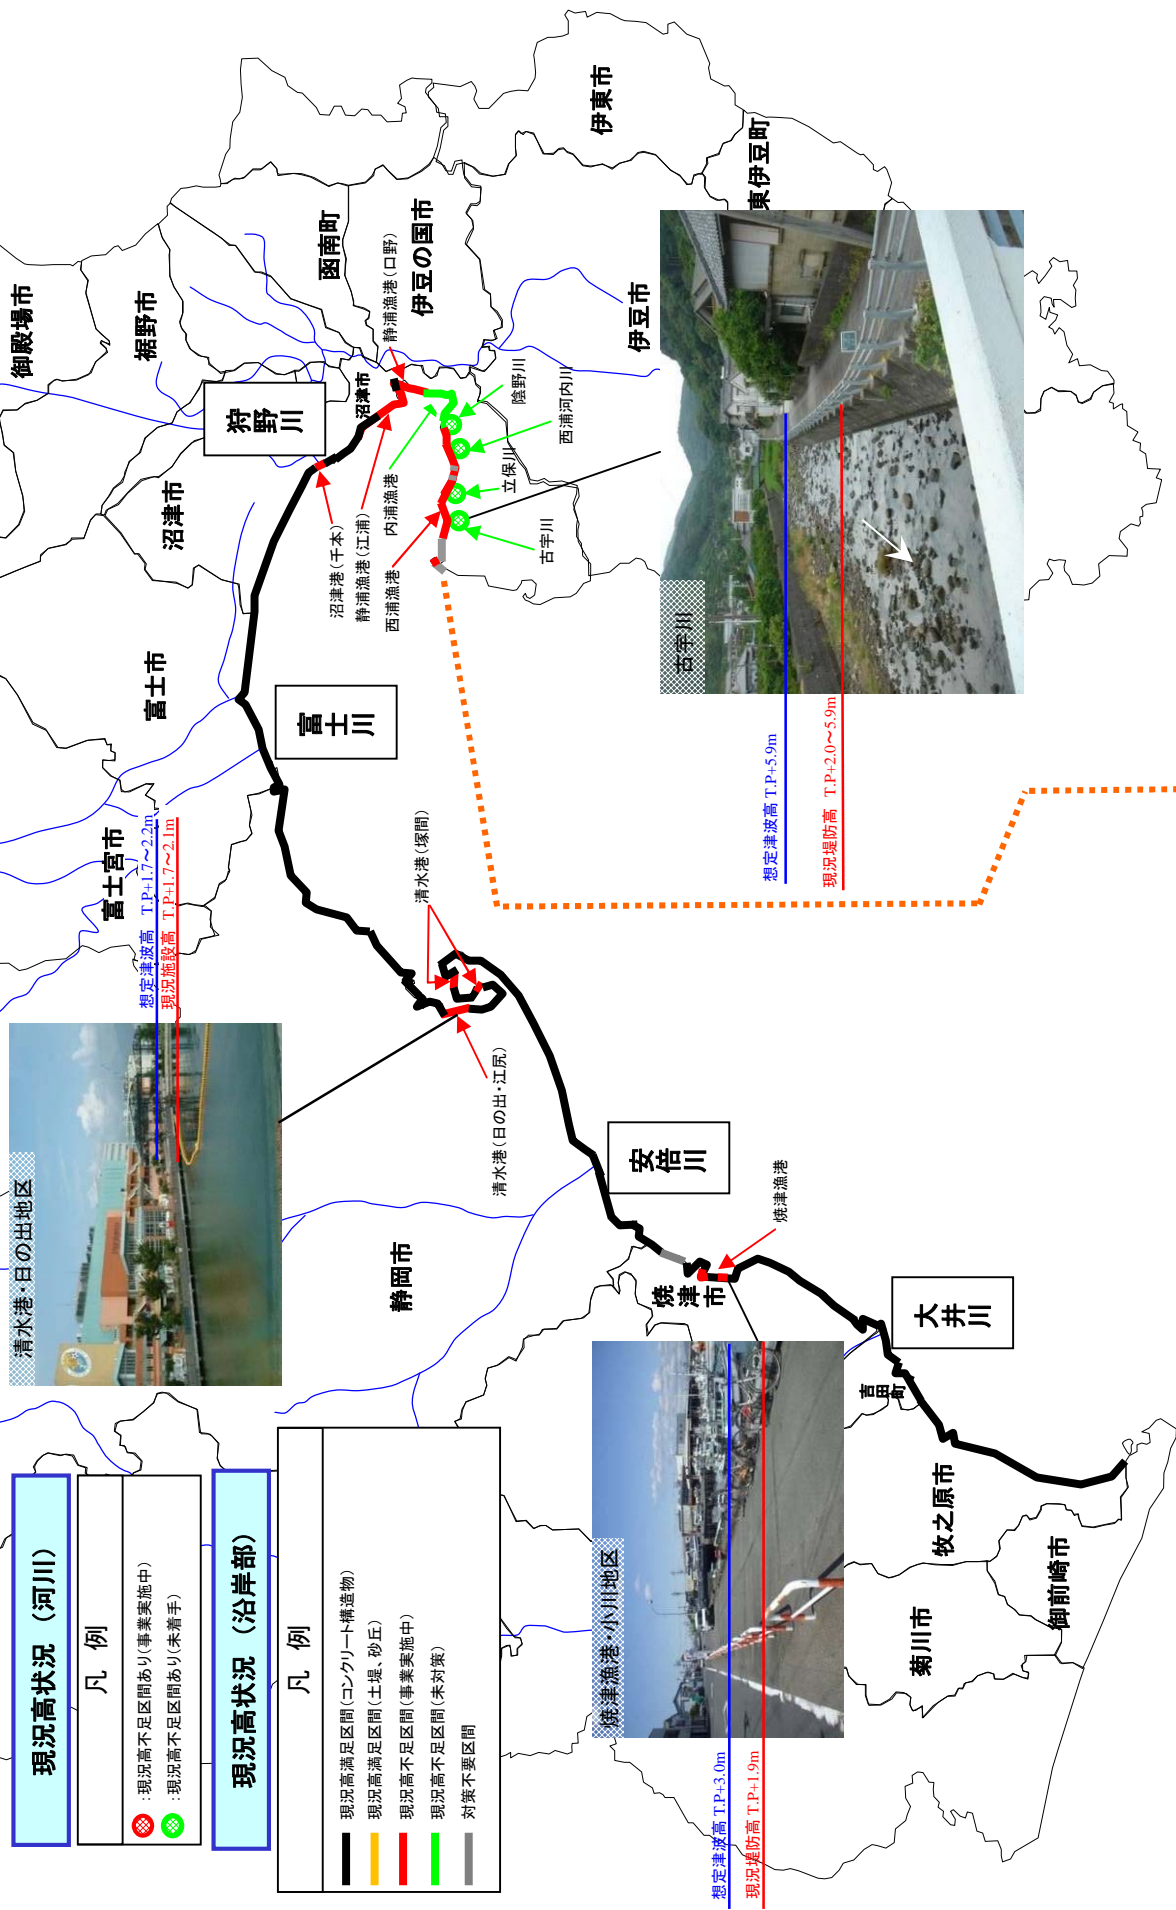 現況高状況（河川）
凡　例
：現況高不足区間あり（事業実施中）
：現況高不足区間あり（未着手）
現況高状況（沿岸部）
凡　例
現況高満足区間（コンクリート構造物）
現況高満足区間（土堤、砂丘）
現況高不足区間（事業実施中）
現況高不足区間（未対策）
対策不要区間
清水港・日の出地区
想定津波高　T.P+1.7～2.2m
現況施設高　T.P+1.7～2.1m
焼津漁港・小川地区
想定津波高 T.P+3.0m
現況堤防高 T.P+1.9m
古宇川
想定津波高 T.P+5.9m
現況堤防高　T.P+2.0～5.9m
御殿場市
裾野市
沼津市
富士市
富士宮市
静岡市
函南町
伊豆の国市
伊豆市
伊東市
東伊豆町
沼津市
焼津市
吉田町
牧之原市
菊川市
御前崎市
狩野川
富士川
安倍川
大井川
静浦漁港（口野）
沼津港（千本）
静浦漁港（江浦）
内浦漁港
西浦漁港
陰野川
西浦河内川
立保川
古宇川
清水港（塚間）
清水港（日の出・江尻）
焼津漁港